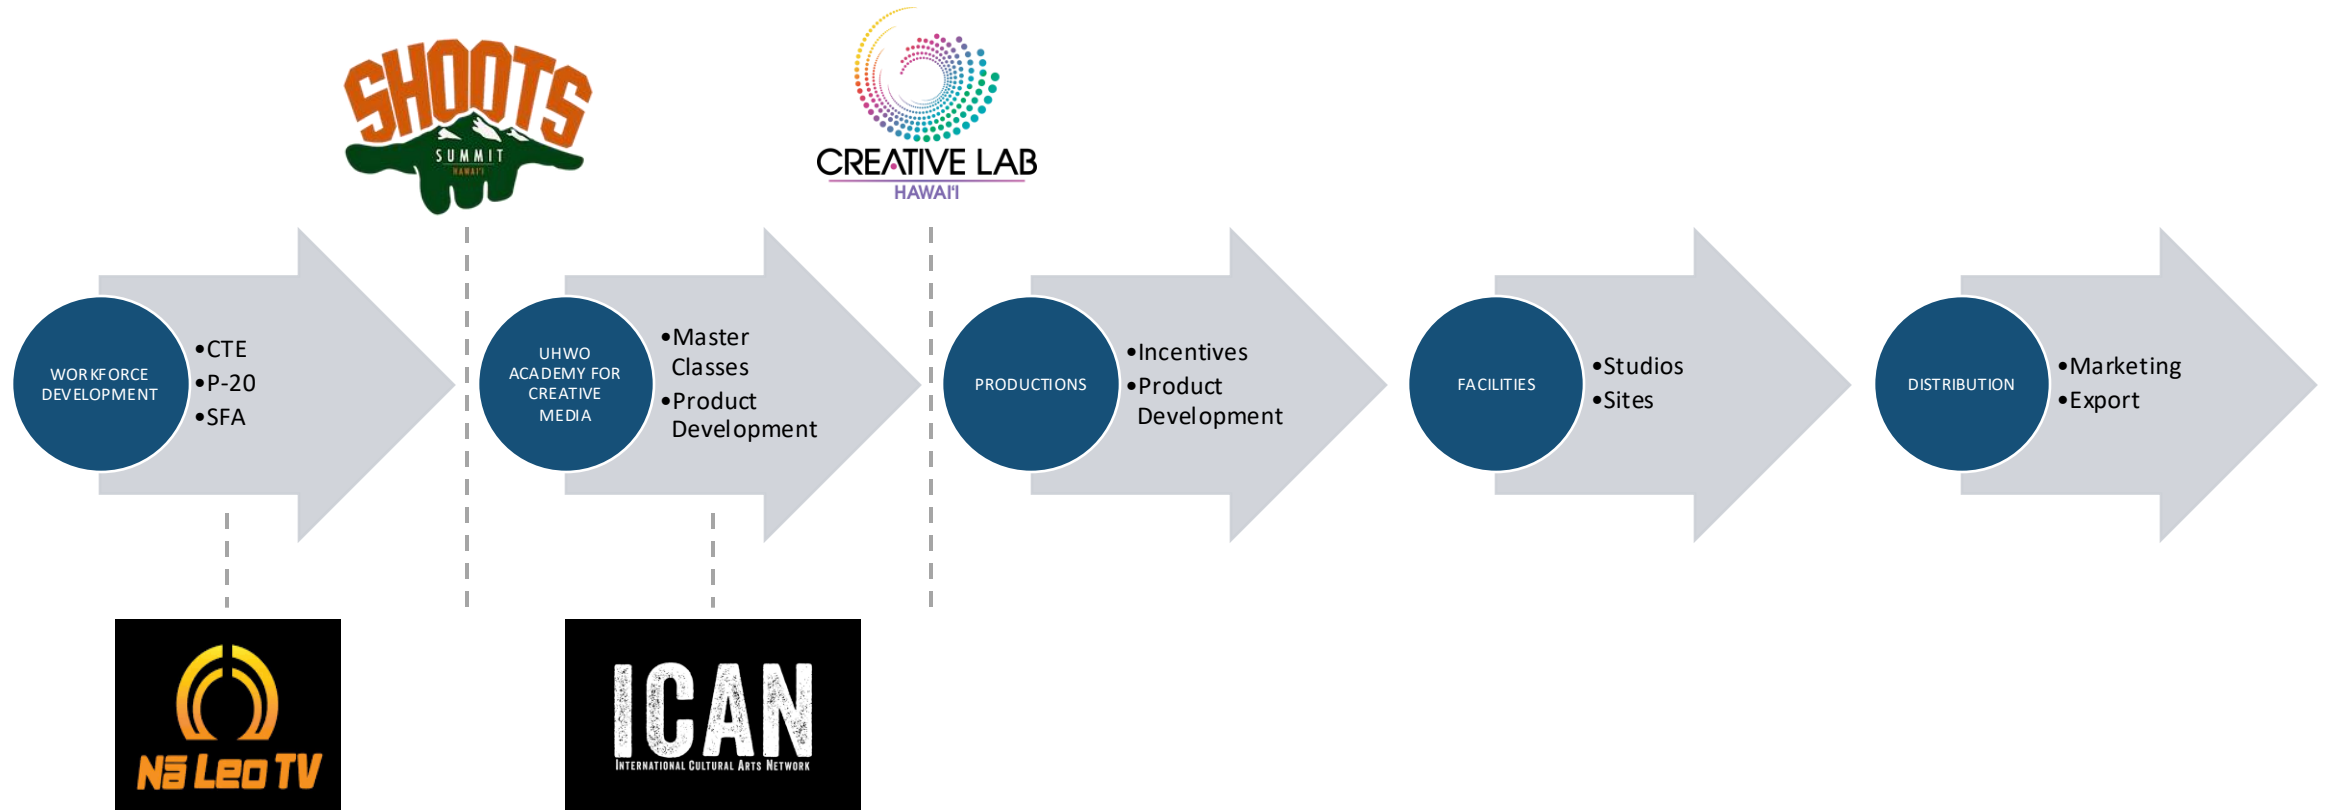 SHOOTS
SUMMIT
HAWAI'I
CREATIVE LAB
HAWAI'I
WORKFORCE
DEVELOPMENT
•CTE
•P-20
•SFA
UHWO
ACADEMY FOR
CREATIVE
MEDIA
•Master
Classes
•Product
Development
PRODUCTIONS
•Incentives
•Product
Development
FACILITIES
•Studios
•Sites
DISTRIBUTION
•Marketing
•Export
Nā Leo TV
ICAN
INTERNATIONAL CULTURAL ARTS NETWORK